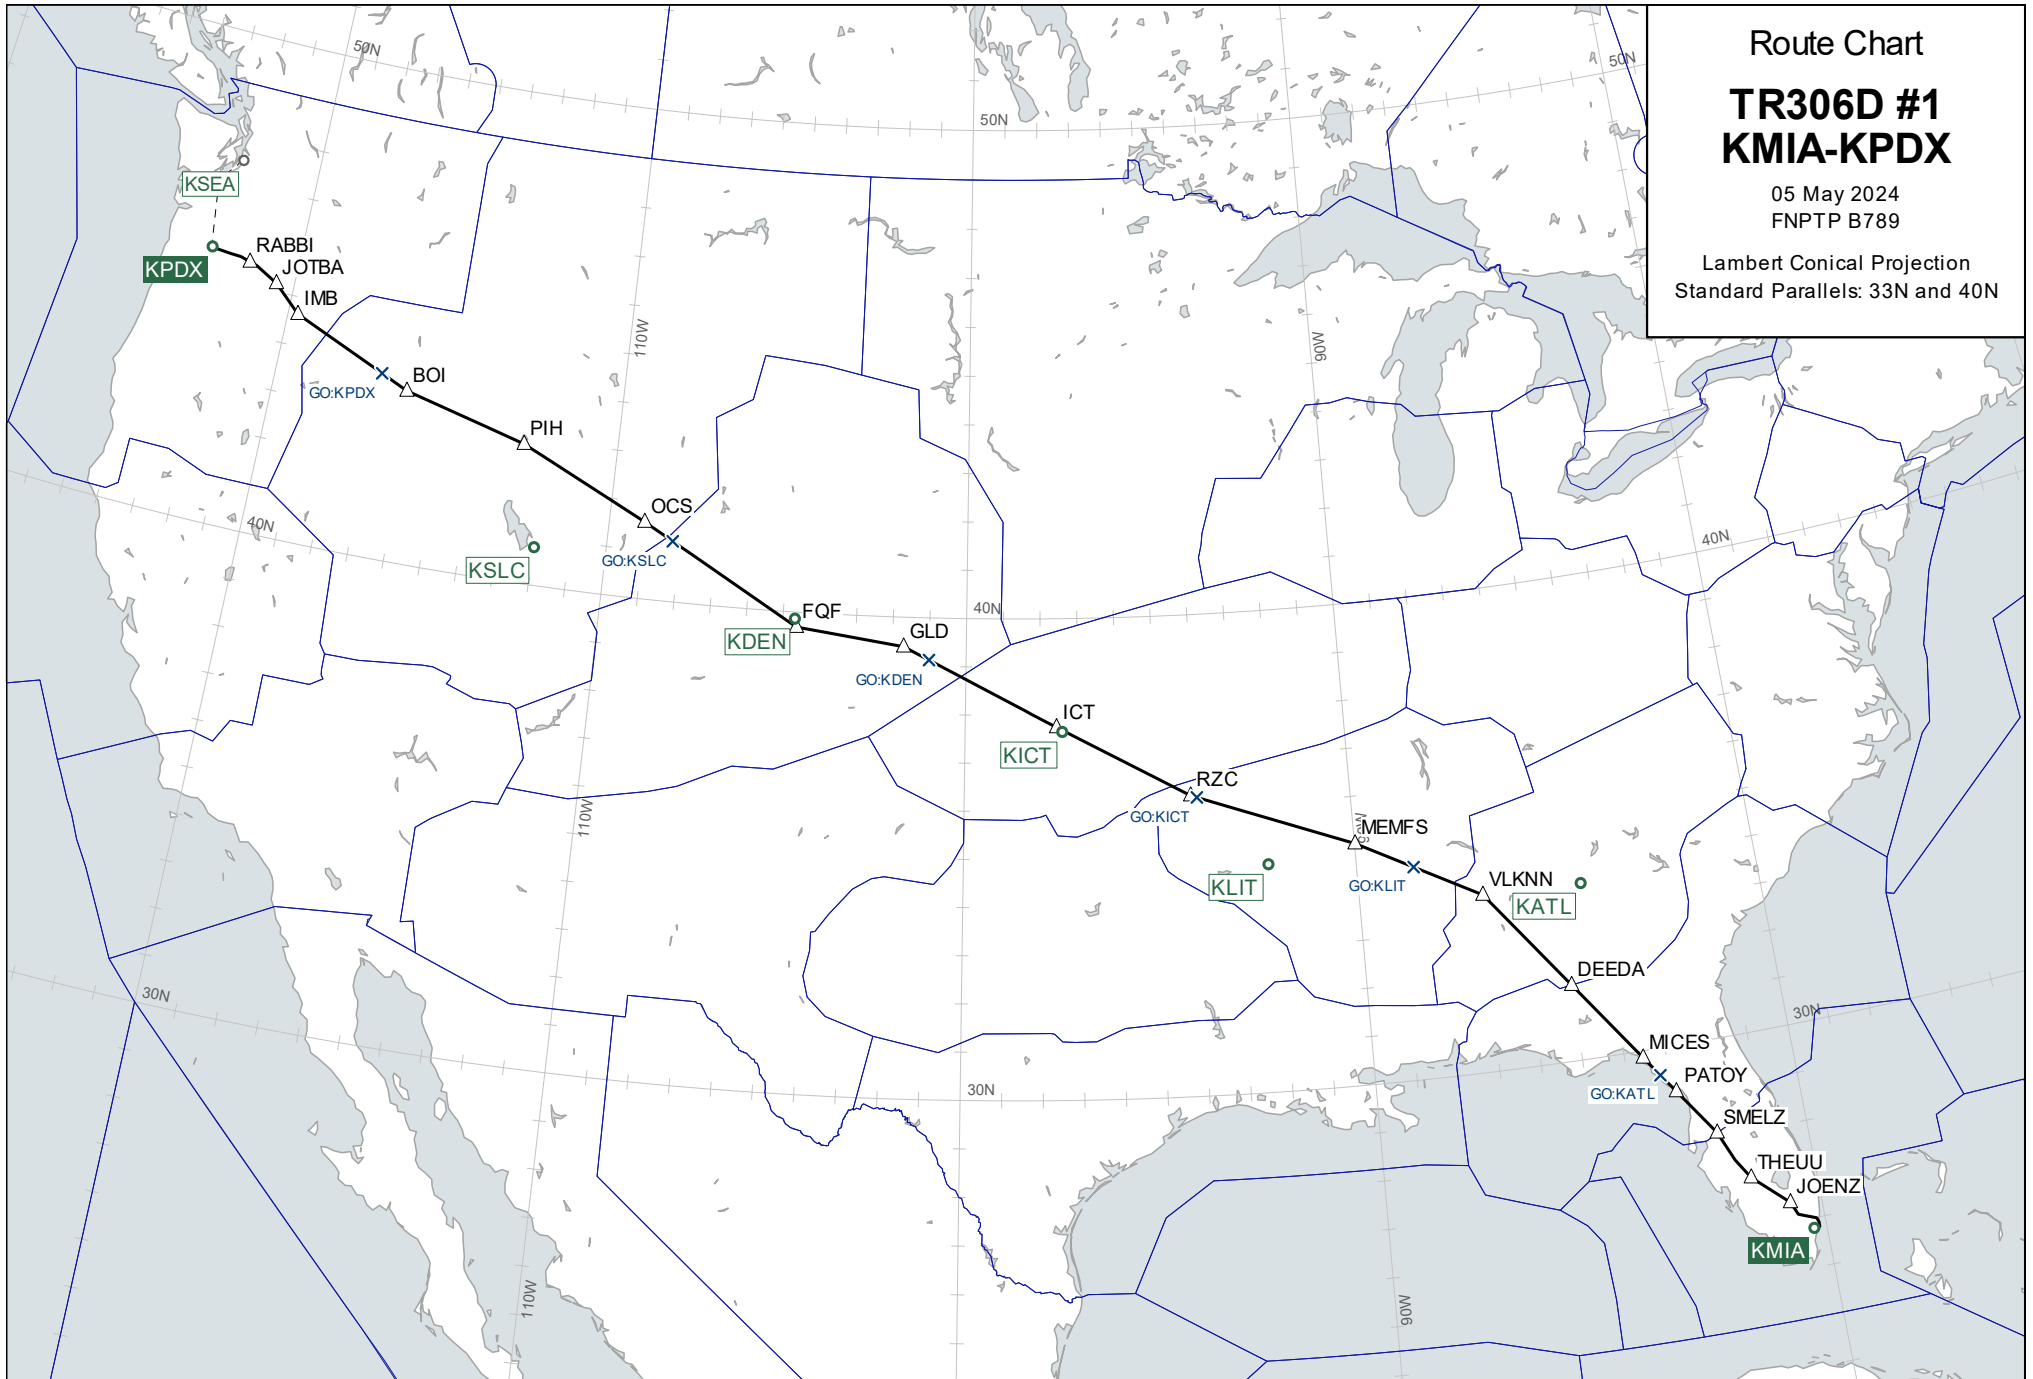 Route Chart
TR306D #1
KMIA-KPDX
05 May 2024
FNPTP B789
Lambert Conical Projection
Standard Parallels: 33N and 40N
50N
50N
50N
KSEA
RABBI
KPDX
JOTBA
IMB
110W
90W
BOI
GO:KPDX
PIH
OCS
40N
40N
GO:KSLC
KSLC
FQF
40N
KDEN
GLD
GO:KDEN
ICT
KICT
RZC
110W
GO:KICT
MEMFS
90W
VLKNN
KLIT
GO:KLIT
KATL
DEEDA
30N
30N
MICES
PATOY
30N
GO:KATL
SMELZ
THEUU
JOENZ
KMIA
110W
90W